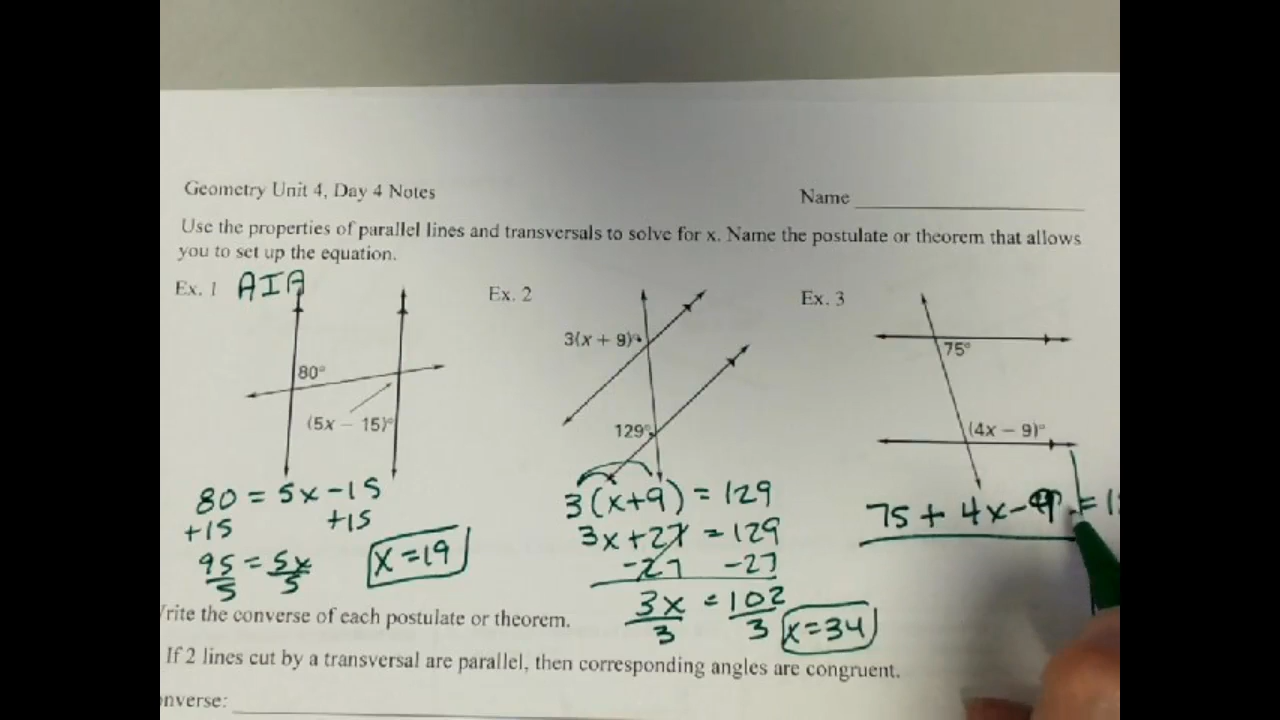 Geometry Unit 4, Day 4 Notes
Name
Use the properties of parallel lines and transversals to solve for x. Name the postulate or theorem that allows
you to set up the equation.
Ex. 1 AIA
80°
(5x – 15)°
80 = 5x - 15
+15 +15
95 = 5x
5 5
x = 19
Ex. 2
3(x + 9)°
129°
3(x+9) = 129
3x + 27 = 129
-27 -27
3x = 102
3 3
x = 34
Ex. 3
75°
(4x – 9)°
75 + 4x - 9 =
rite the converse of each postulate or theorem.
If 2 lines cut by a transversal are parallel, then corresponding angles are congruent.
onverse: